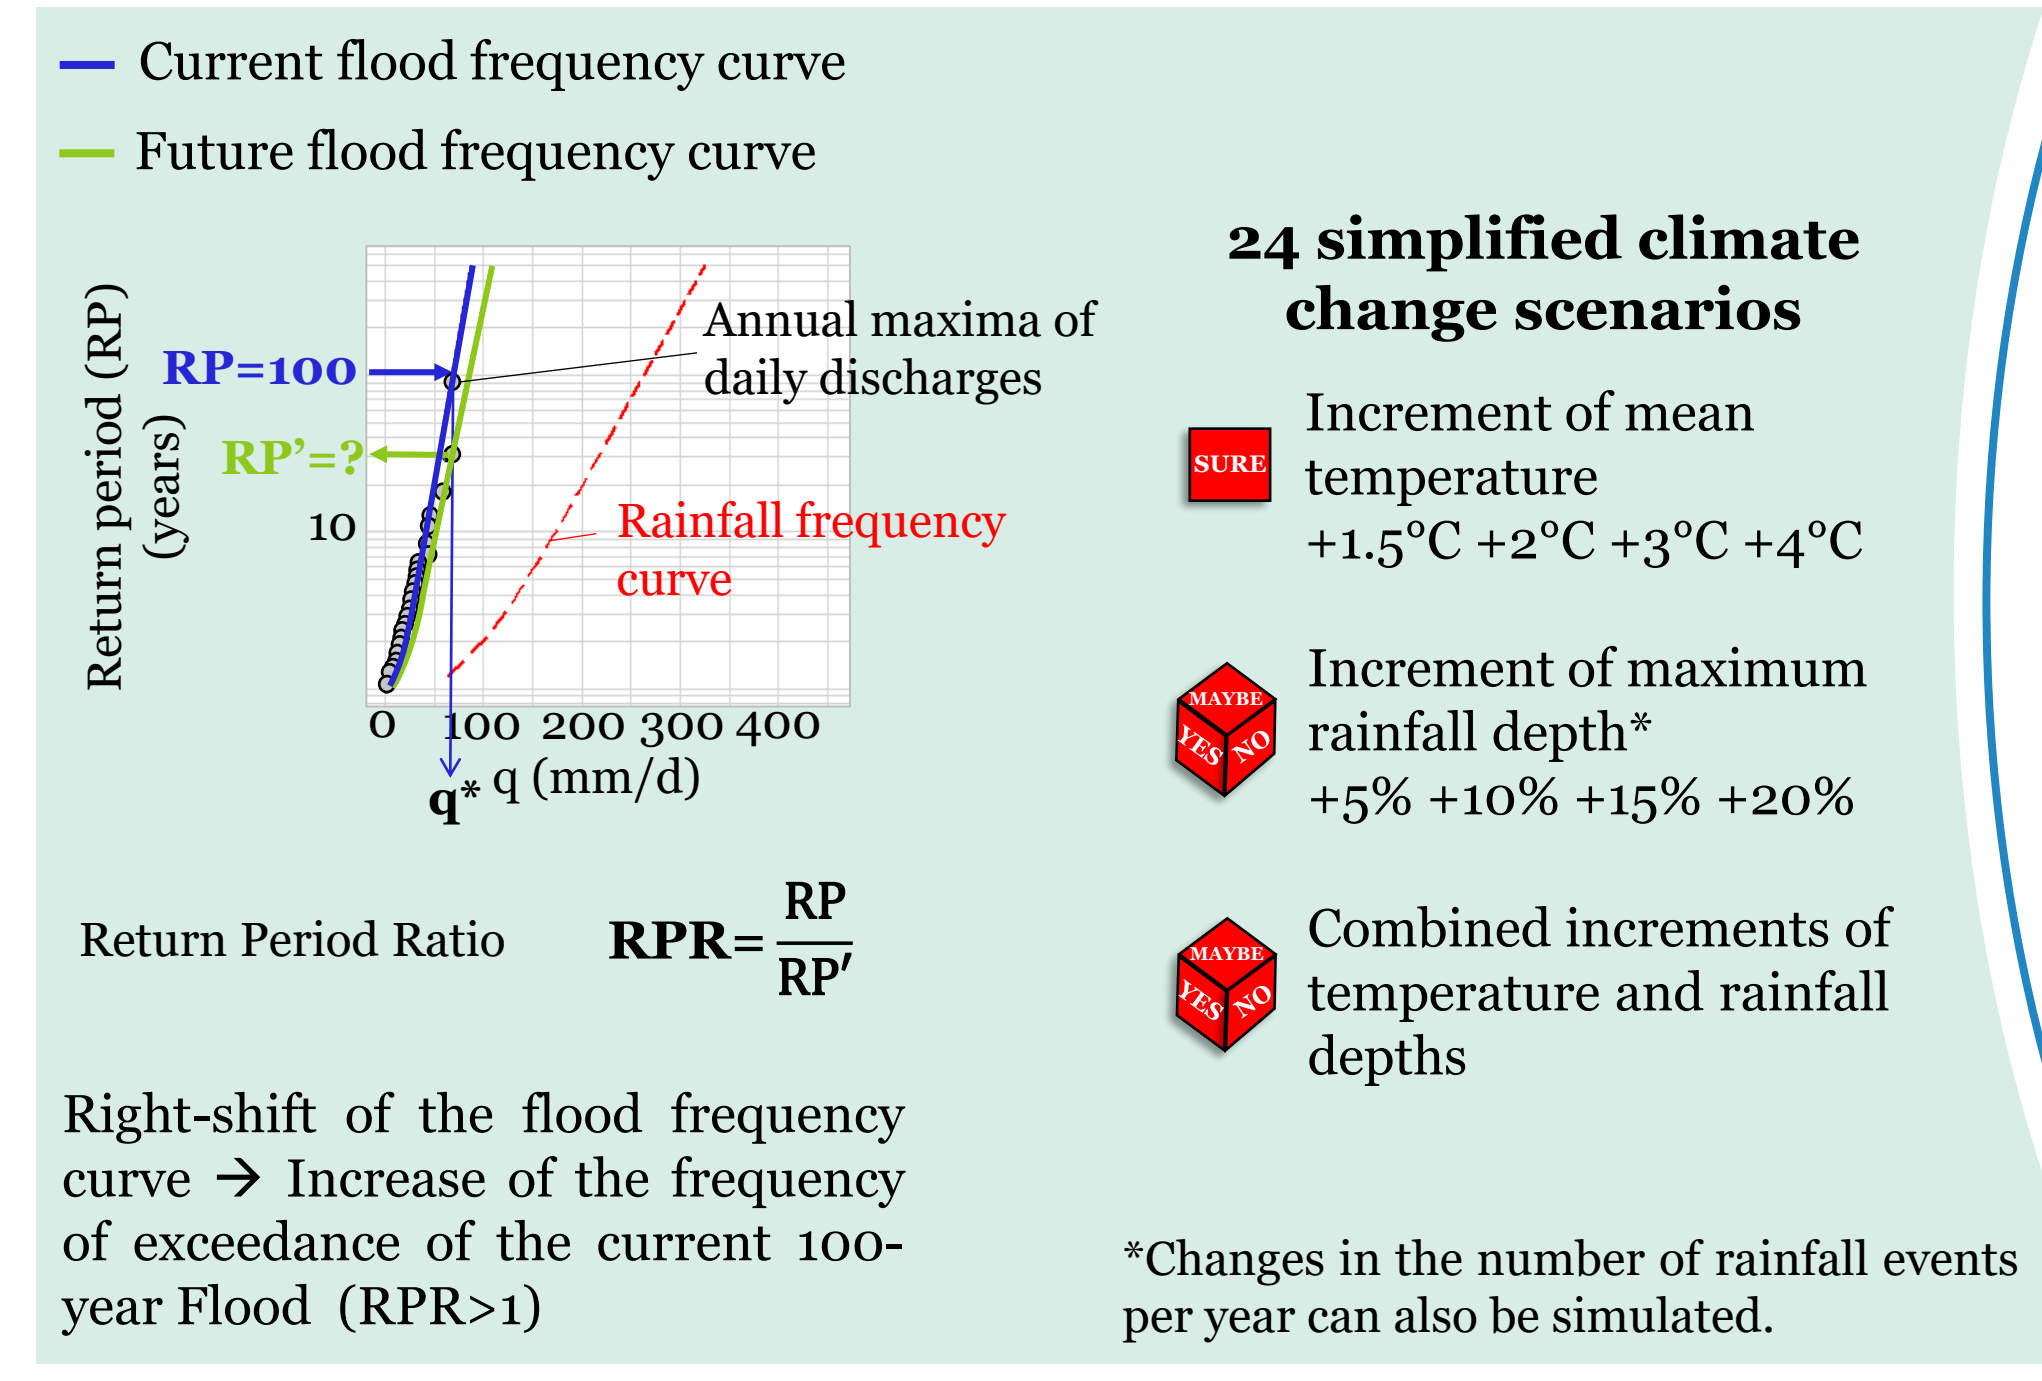 Current flood frequency curve
Future flood frequency curve
Return period (RP)
(years)
RP=100
RP'=?
10
Annual maxima of
daily discharges
Rainfall frequency
curve
0 100 200 300 400
q* q (mm/d)
Return Period Ratio RPR= RP
RP′
Right-shift of the flood frequency
curve → Increase of the frequency
of exceedance of the current 100-
year Flood (RPR>1)
24 simplified climate
change scenarios
SURE
Increment of mean
temperature
+1.5°C +2°C +3°C +4°C
MAYBE
YES NO
Increment of maximum
rainfall depth*
+5% +10% +15% +20%
MAYBE
YES NO
Combined increments of
temperature and rainfall
depths
*Changes in the number of rainfall events
per year can also be simulated.